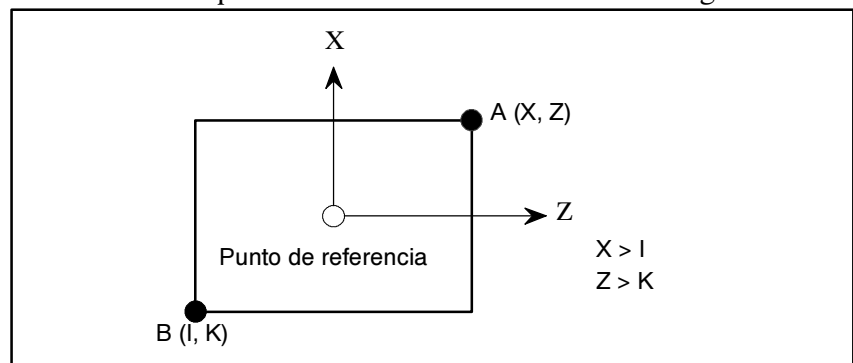 X
A (X, Z)
Z
Punto de referencia
X > I
Z > K
B (I, K)